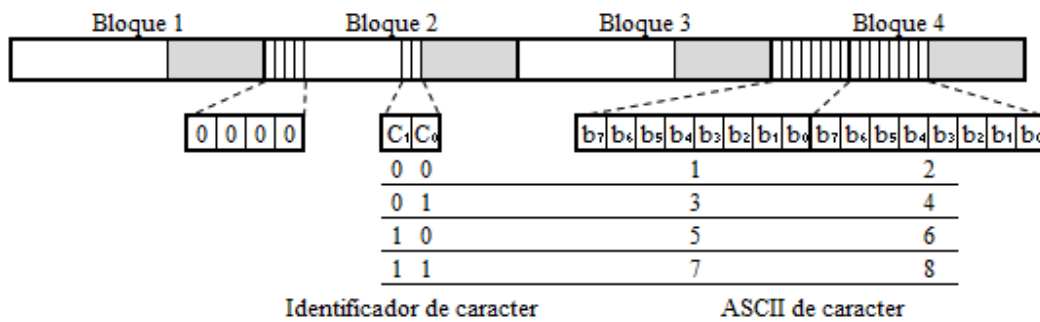 Bloque 1 Bloque 2 Bloque 3 Bloque 4
0 0 0 0 C₁ C₀ b₇ b₆ b₅ b₄ b₃ b₂ b₁ b₀ b₇ b₆ b₅ b₄ b₃ b₂ b₁ b₀
0 0 1 2
0 1 3 4
1 0 5 6
1 1 7 8
Identificador de caracter ASCII de caracter